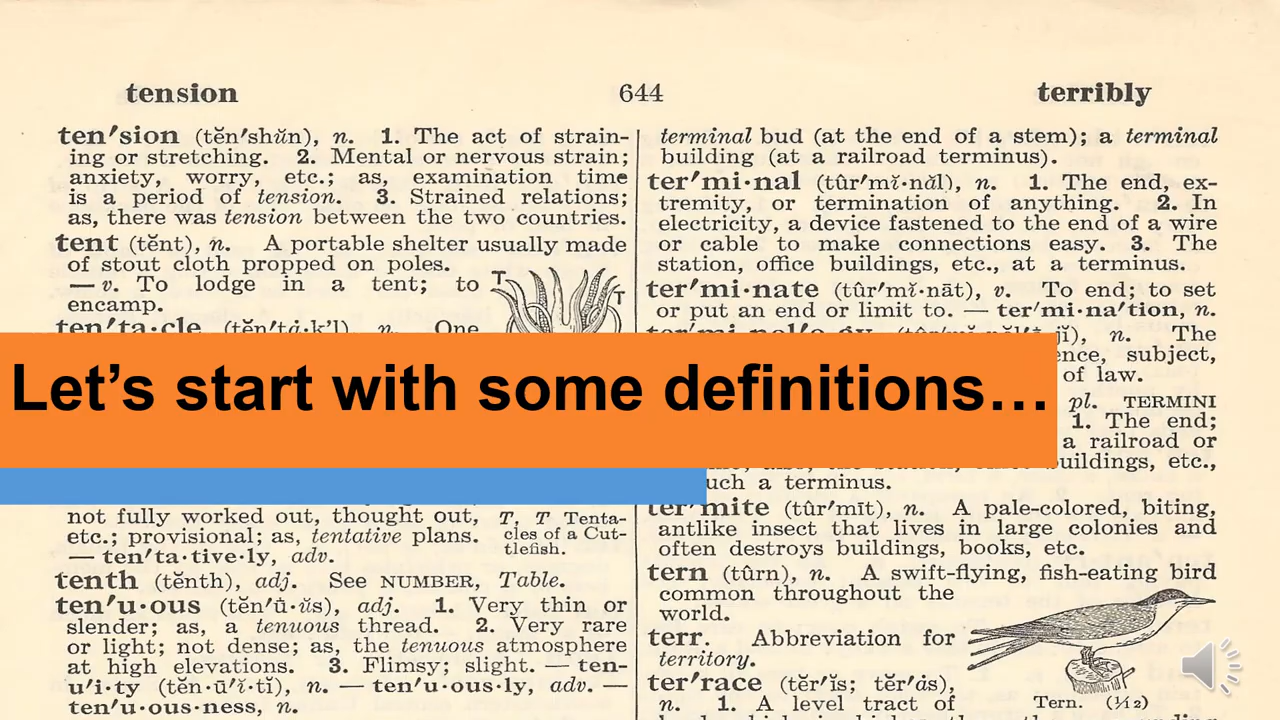 tension 644 terribly
ten′sion (tĕn′shŭn), n. 1. The act of strain-
ing or stretching. 2. Mental or nervous strain;
anxiety, worry, etc.; as, examination time
is a period of tension. 3. Strained relations;
as, there was tension between the two countries.
tent (tĕnt), n. A portable shelter usually made
of stout cloth propped on poles.
— v. To lodge in a tent; to
encamp.
ten′ta·cle (tĕn′tȧ·k'l), n. One
T
T
Let’s start with some definitions…
not fully worked out, thought out,
etc.; provisional; as, tentative plans.
— ten′ta·tive·ly, adv.
T, T Tenta-
cles of a Cut-
tlefish.
tenth (tĕnth), adj. See NUMBER, Table.
ten′u·ous (tĕn′ū·ŭs), adj. 1. Very thin or
slender; as, a tenuous thread. 2. Very rare
or light; not dense; as, the tenuous atmosphere
at high elevations. 3. Flimsy; slight. — ten-
u′i·ty (tĕn·ū′ĭ·tĭ), n. — ten′u·ous·ly, adv. —
ten′u·ous·ness, n.
terminal bud (at the end of a stem); a terminal
building (at a railroad terminus).
ter′mi·nal (tûr′mĭ·năl), n. 1. The end, ex-
tremity, or termination of anything. 2. In
electricity, a device fastened to the end of a wire
or cable to make connections easy. 3. The
station, office buildings, etc., at a terminus.
ter′mi·nate (tûr′mĭ·nāt), v. To end; to set
or put an end or limit to. — ter′mi·na′tion, n.
n. The
subject,
of law.
pl. TERMINI
1. The end;
a railroad or
buildings, etc.,
such a terminus.
ter′mite (tûr′mīt), n. A pale-colored, biting,
antlike insect that lives in large colonies and
often destroys buildings, books, etc.
tern (tûrn), n. A swift-flying, fish-eating bird
common throughout the
world.
terr. Abbreviation for
territory.
ter′race (tĕr′ĭs; tĕr′ȧs),
n. 1. A level tract of
Tern. (1/12)